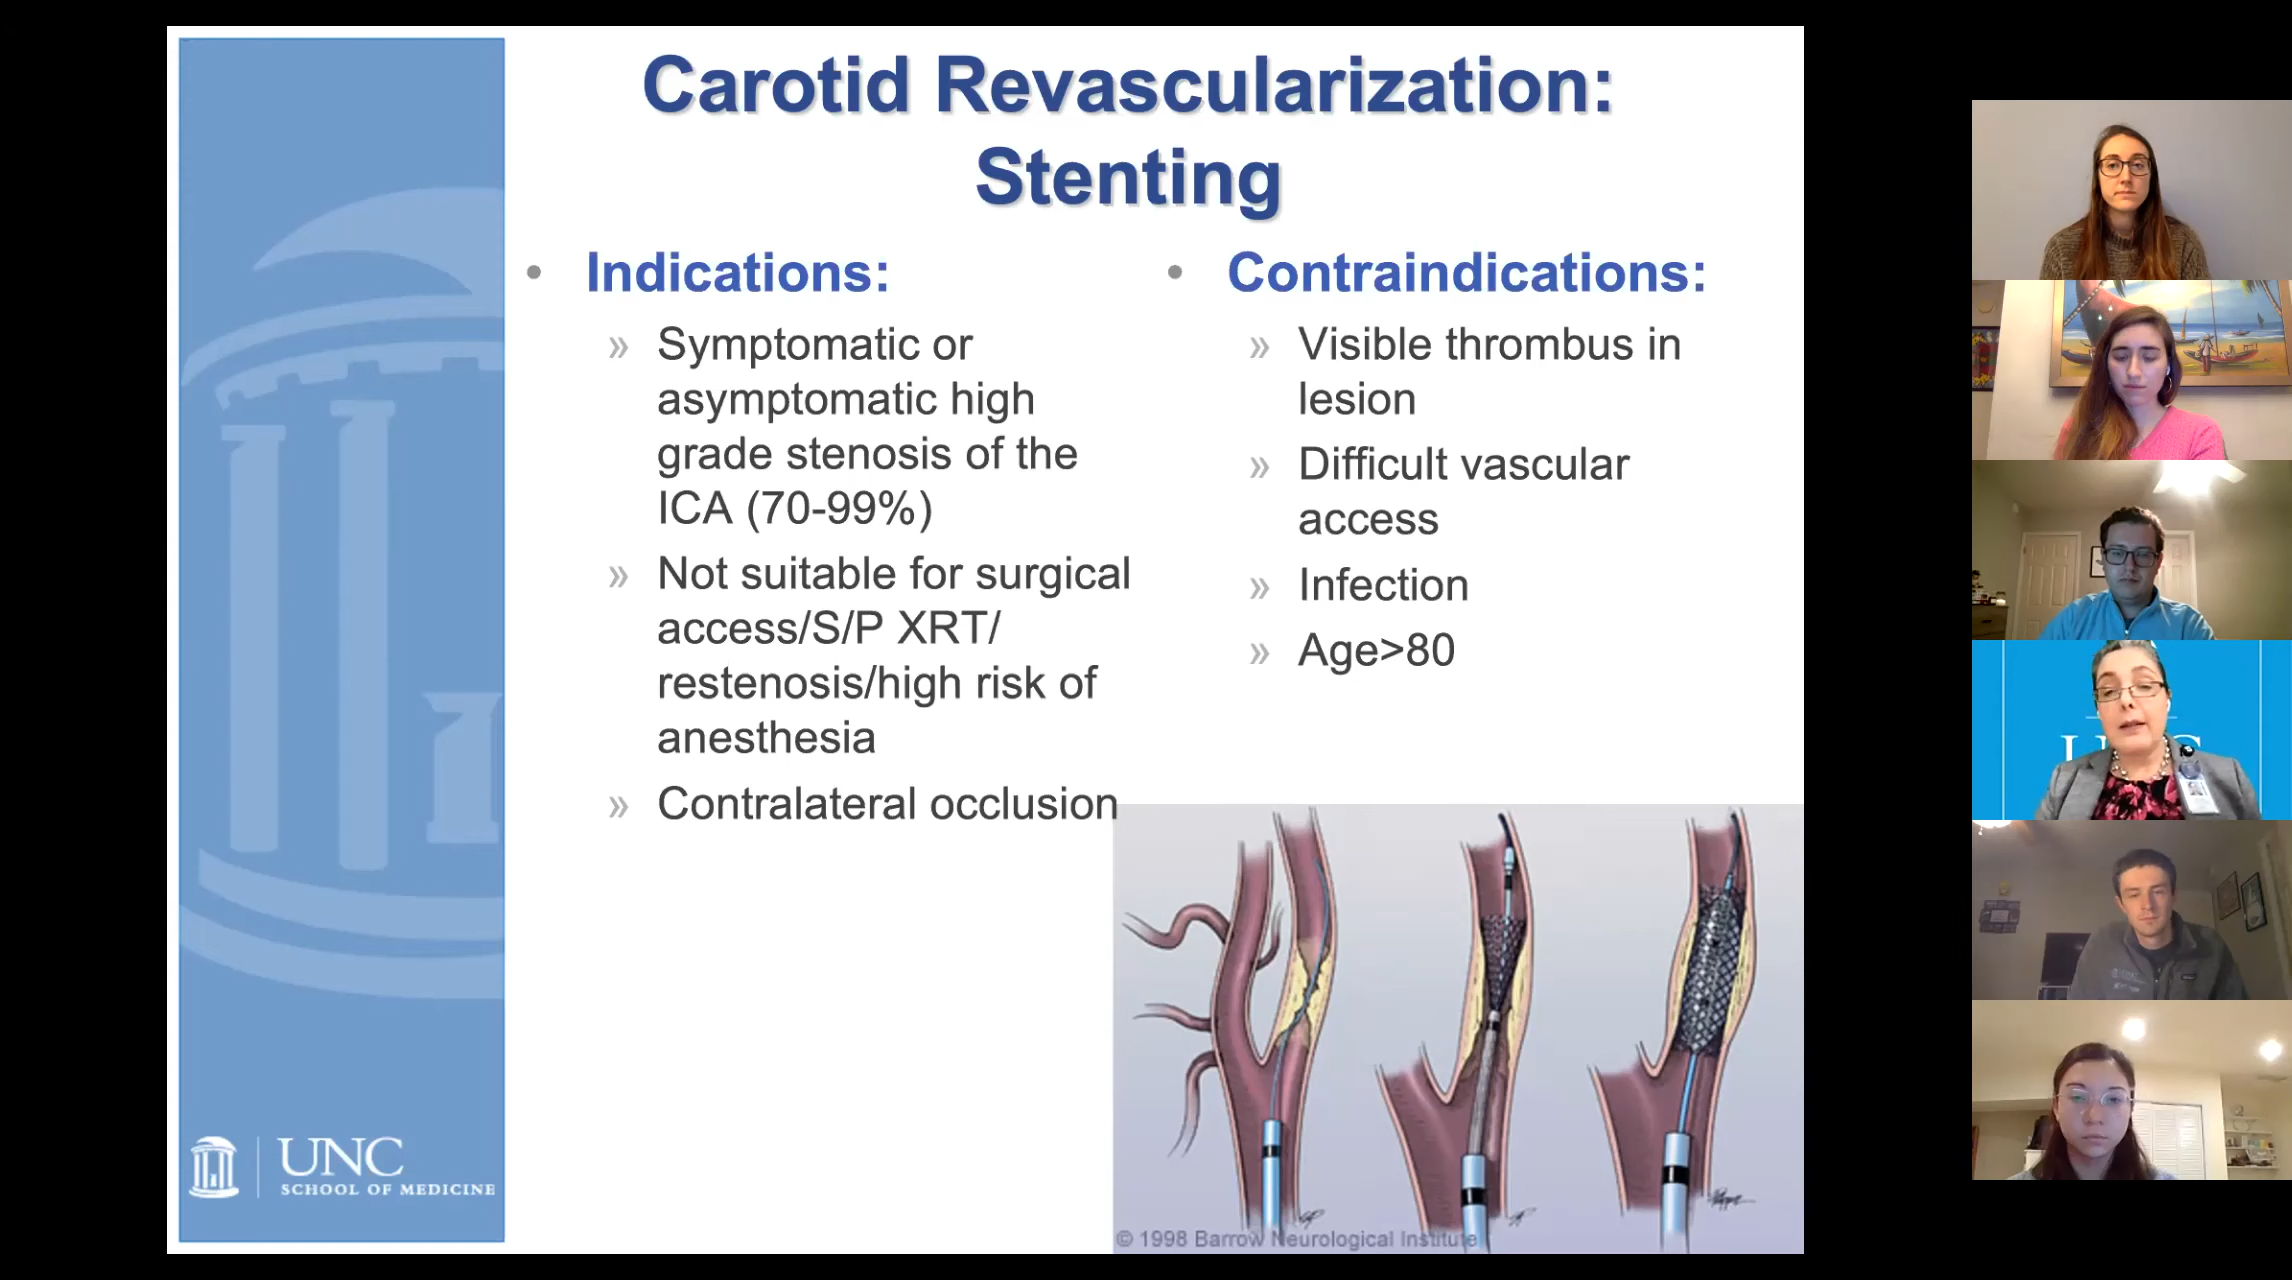 Carotid Revascularization:
Stenting
• Indications:
» Symptomatic or
asymptomatic high
grade stenosis of the
ICA (70-99%)
» Not suitable for surgical
access/S/P XRT/
restenosis/high risk of
anesthesia
» Contralateral occlusion
• Contraindications:
» Visible thrombus in
lesion
» Difficult vascular
access
» Infection
» Age>80
© 1998 Barrow Neurological Institute
UNC
SCHOOL OF MEDICINE